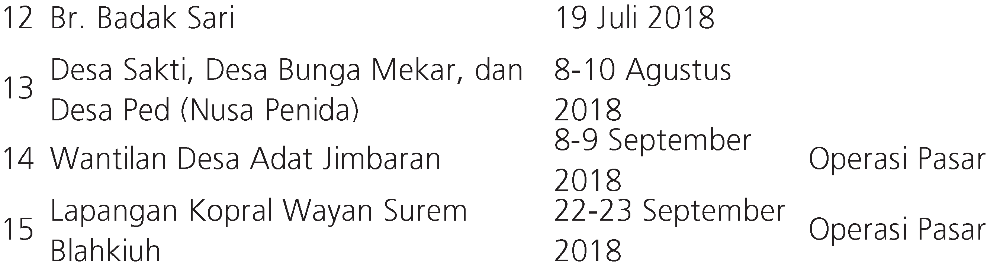 12 Br. Badak Sari 19 Juli 2018
13 Desa Sakti, Desa Bunga Mekar, dan 8-10 Agustus
Desa Ped (Nusa Penida) 2018
14 Wantilan Desa Adat Jimbaran 8-9 September Operasi Pasar
2018
15 Lapangan Kopral Wayan Surem 22-23 September Operasi Pasar
Blahkiuh 2018